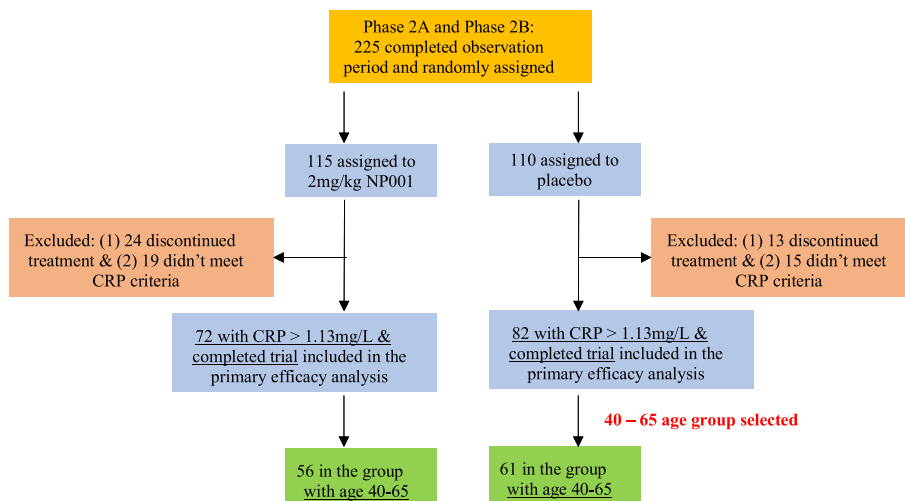 Phase 2A and Phase 2B:
225 completed observation
period and randomly assigned
115 assigned to
2mg/kg NP001
110 assigned to
placebo
Excluded: (1) 24 discontinued
treatment & (2) 19 didn't meet
CRP criteria
Excluded: (1) 13 discontinued
treatment & (2) 15 didn't meet
CRP criteria
72 with CRP > 1.13mg/L &
completed trial included in the
primary efficacy analysis
82 with CRP > 1.13mg/L &
completed trial included in the
primary efficacy analysis
40 – 65 age group selected
56 in the group
with age 40-65
61 in the group
with age 40-65